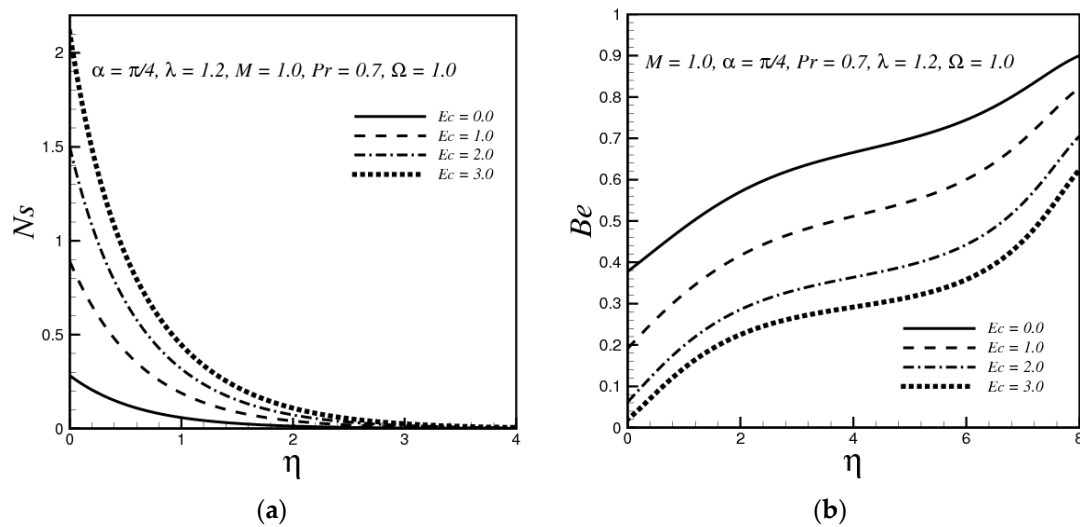 2
1.5
1
0.5
0
0
1
2
3
4
Ns
η
α = π/4, λ = 1.2, M = 1.0, Pr = 0.7, Ω = 1.0
Ec = 0.0
Ec = 1.0
Ec = 2.0
Ec = 3.0
(a)
1
0.9
0.8
0.7
0.6
0.5
0.4
0.3
0.2
0.1
0
0
2
4
6
8
Be
η
M = 1.0, α = π/4, Pr = 0.7, λ = 1.2, Ω = 1.0
Ec = 0.0
Ec = 1.0
Ec = 2.0
Ec = 3.0
(b)